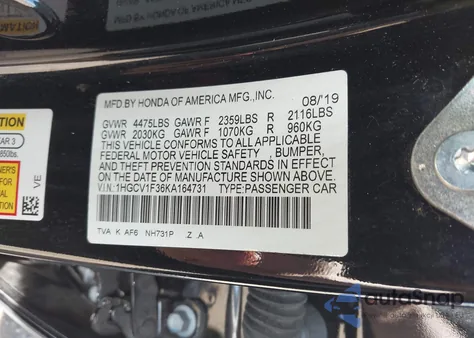 MFD BY HONDA OF AMERICA MFG.,INC. 08/'19
GVWR 4475LBS GAWR F 2359LBS R 2116LBS
GVWR 2030KG GAWR F 1070KG R 960KG
THIS VEHICLE CONFORMS TO ALL APPLICABLE
FEDERAL MOTOR VEHICLE SAFETY , BUMPER,
AND THEFT PREVENTION STANDARDS IN EFFECT
ON THE DATE OF MANUFACTURE SHOWN ABOVE.
V.I.N.:1HGCV1F36KA164731 TYPE:PASSENGER CAR
TVA K AF6 NH731P Z A
VE
autoSnap